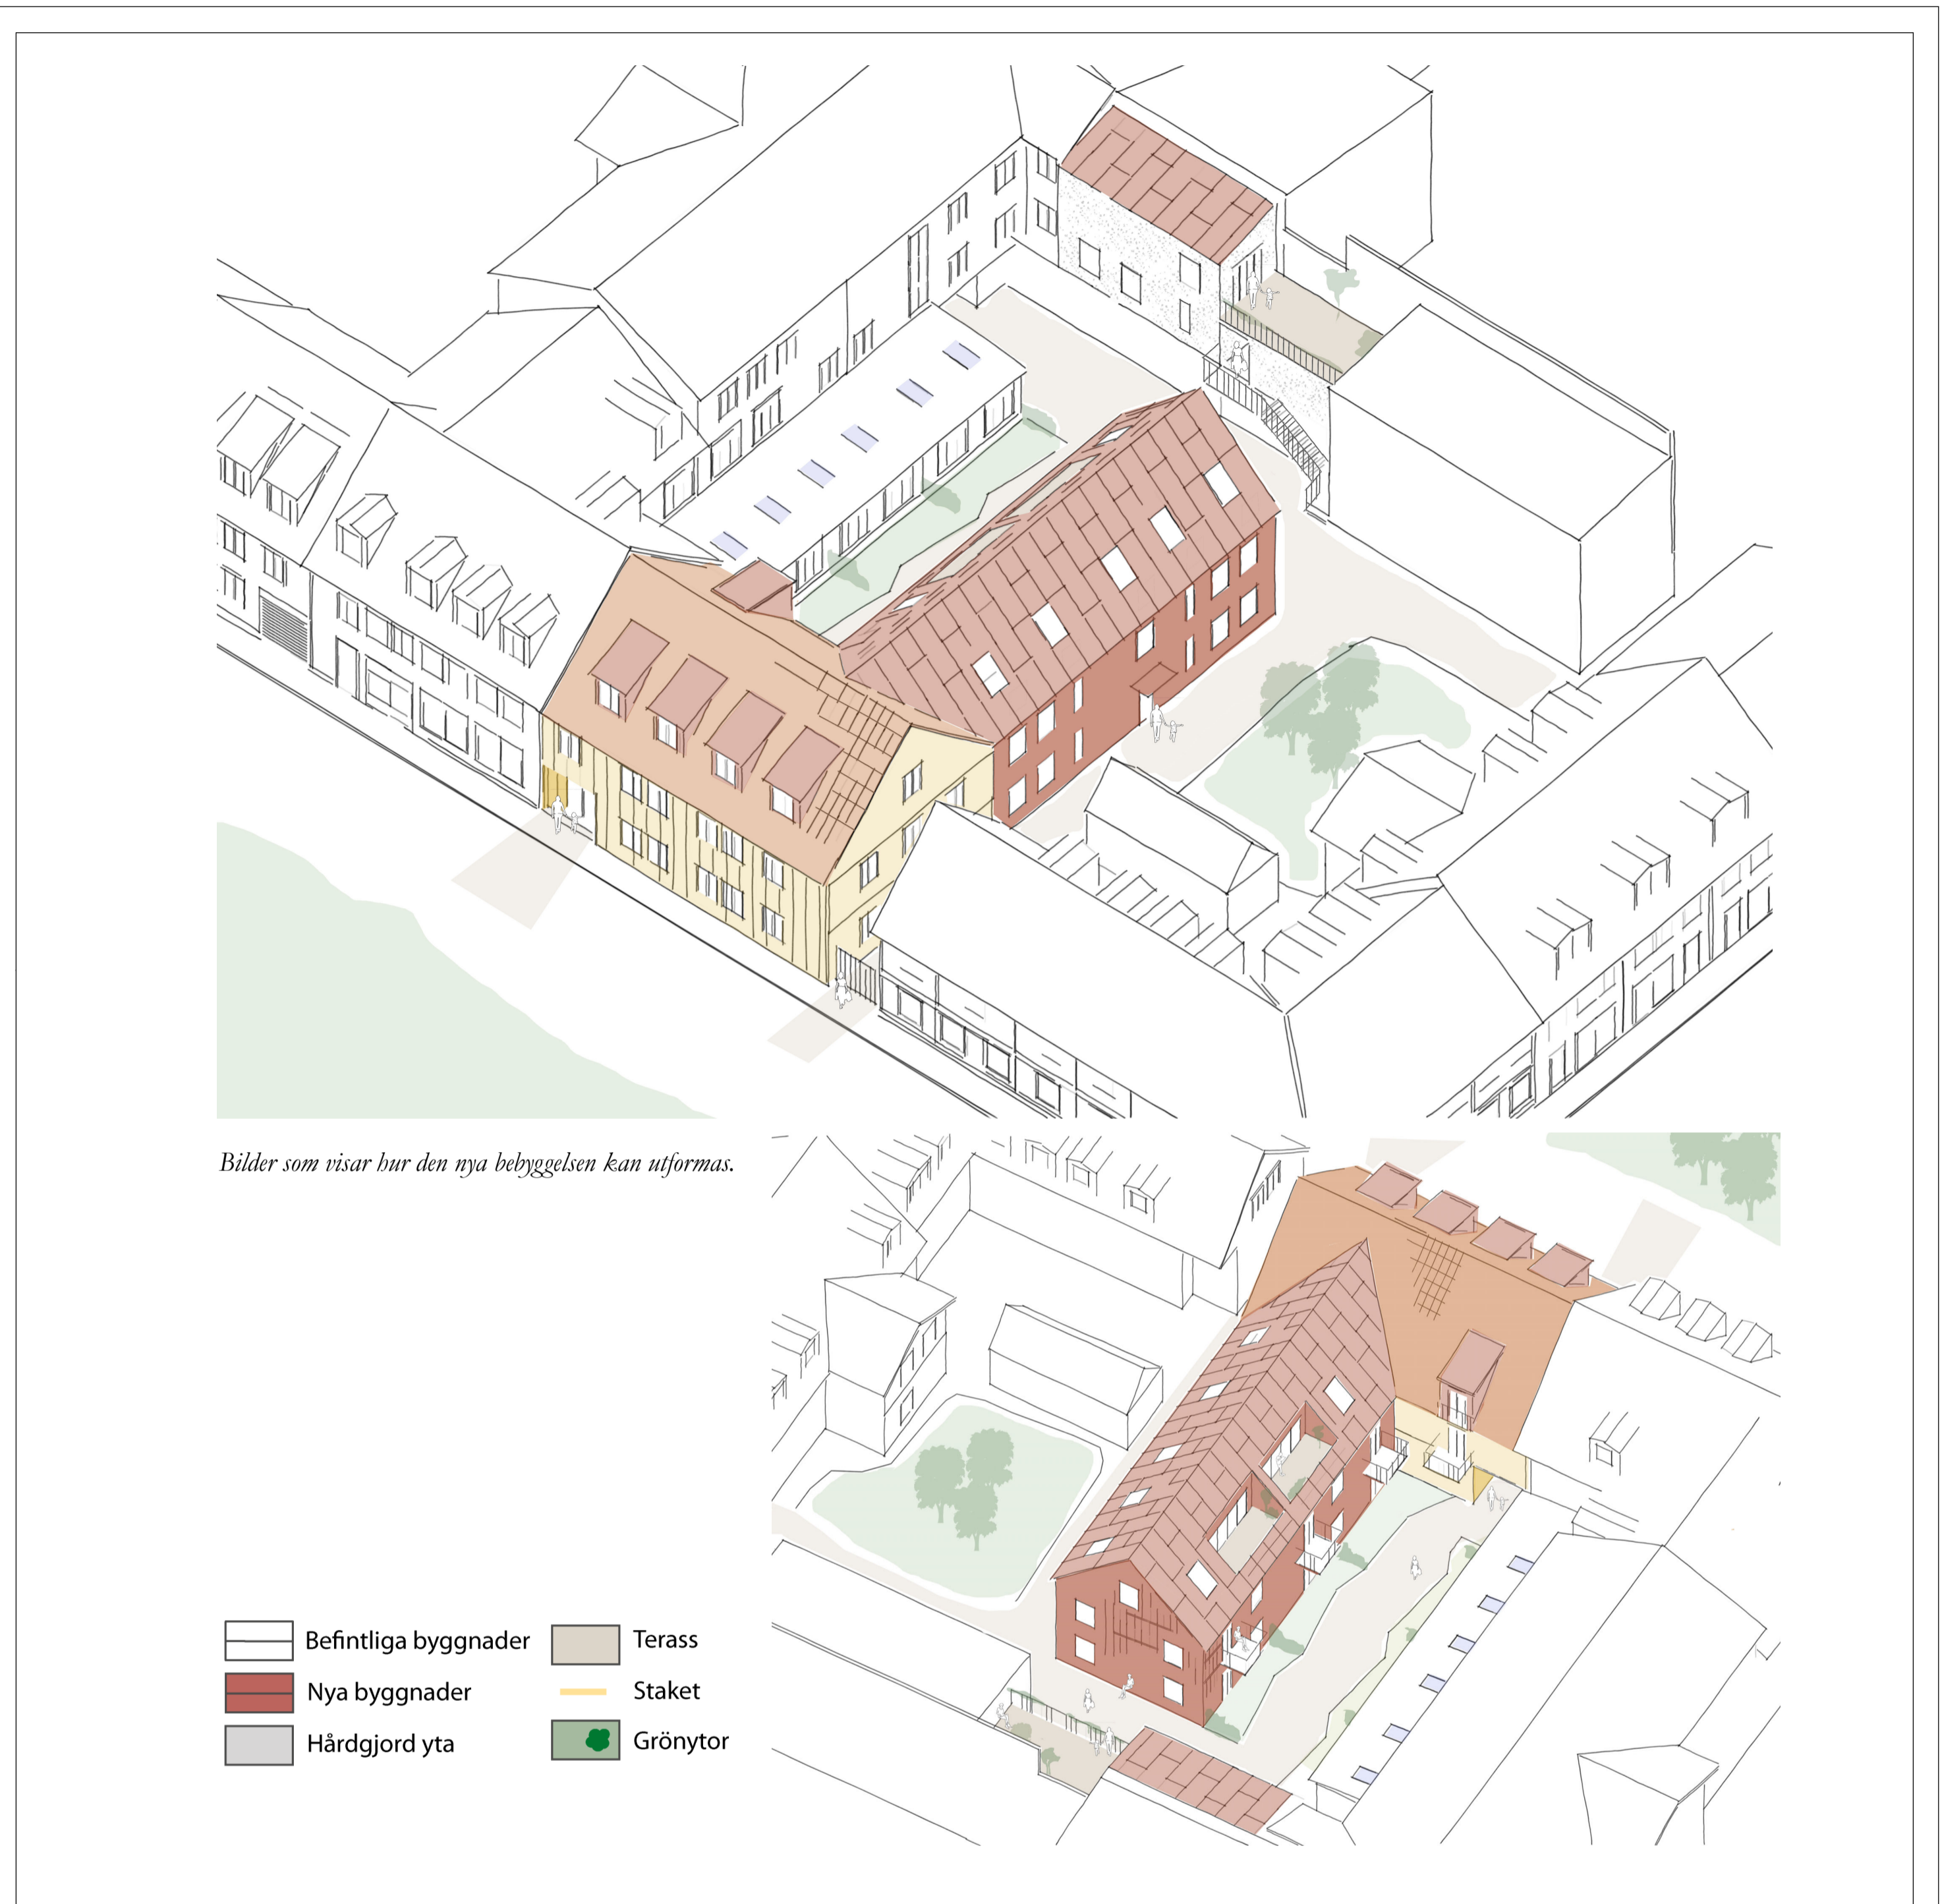 Bilder som visar hur den nya bebyggelsen kan utformas.
Befintliga byggnader
Nya byggnader
Hårdgjord yta
Terass
Staket
Grönytor